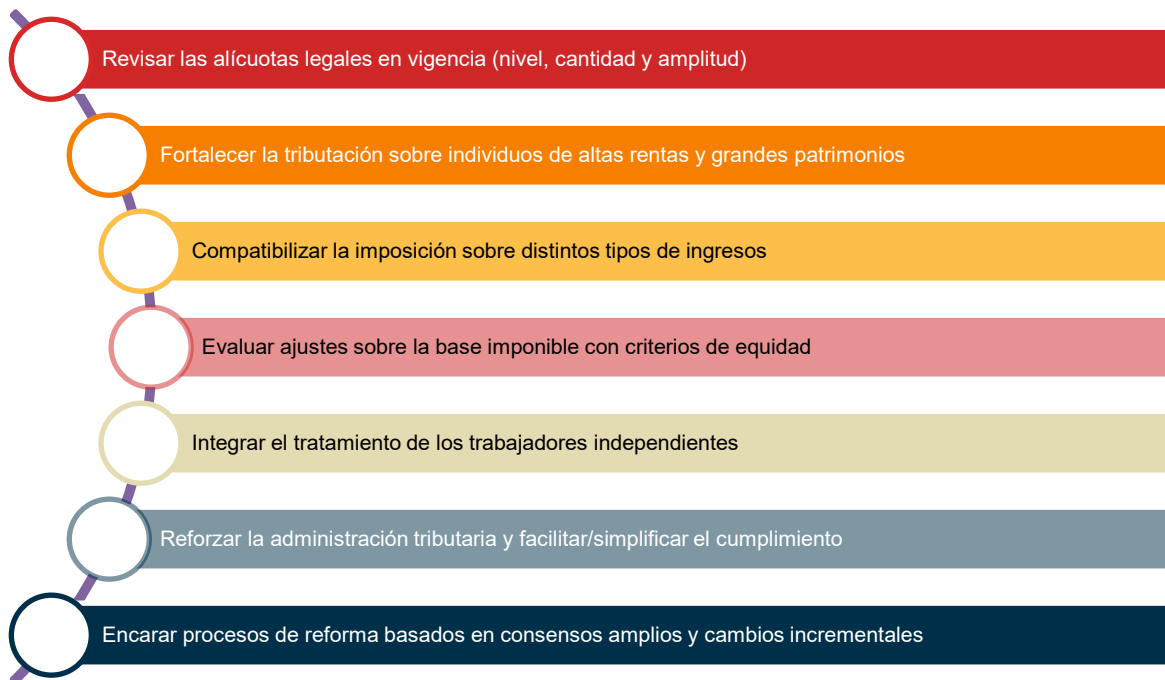 Revisar las alícuotas legales en vigencia (nivel, cantidad y amplitud)
Fortalecer la tributación sobre individuos de altas rentas y grandes patrimonios
Compatibilizar la imposición sobre distintos tipos de ingresos
Evaluar ajustes sobre la base imponible con criterios de equidad
Integrar el tratamiento de los trabajadores independientes
Reforzar la administración tributaria y facilitar/simplificar el cumplimiento
Encarar procesos de reforma basados en consensos amplios y cambios incrementales